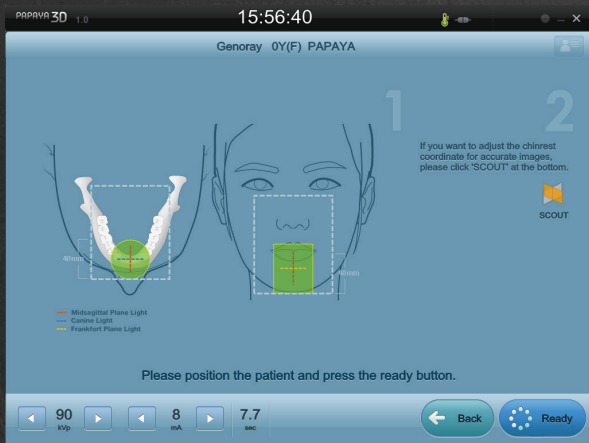 PAPAYA 3D 1.0
15:56:40
Genoray 0Y(F) PAPAYA
1
2
If you want to adjust the chinrest
coordinate for accurate images,
please click 'SCOUT' at the bottom.
SCOUT
40mm
40mm
Midsagittal Plane Light
Canine Light
Frankfort Plane Light
Please position the patient and press the ready button.
90
kVp
8
mA
7.7
sec
Back
Ready